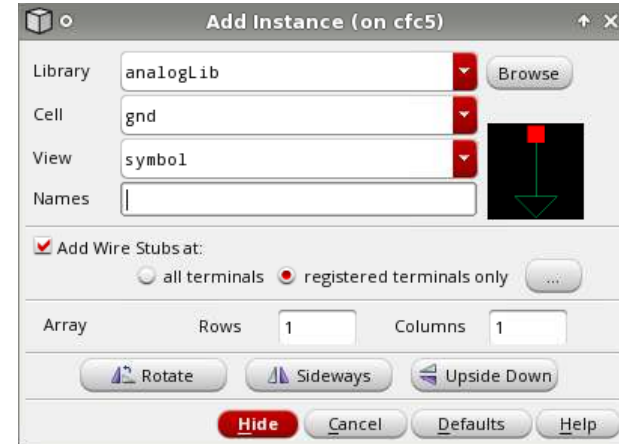 Add Instance (on cfc5)
Library analogLib Browse
Cell gnd
View symbol
Names
Add Wire Stubs at:
all terminals registered terminals only ...
Array Rows 1 Columns 1
Rotate Sideways Upside Down
Hide Cancel Defaults Help